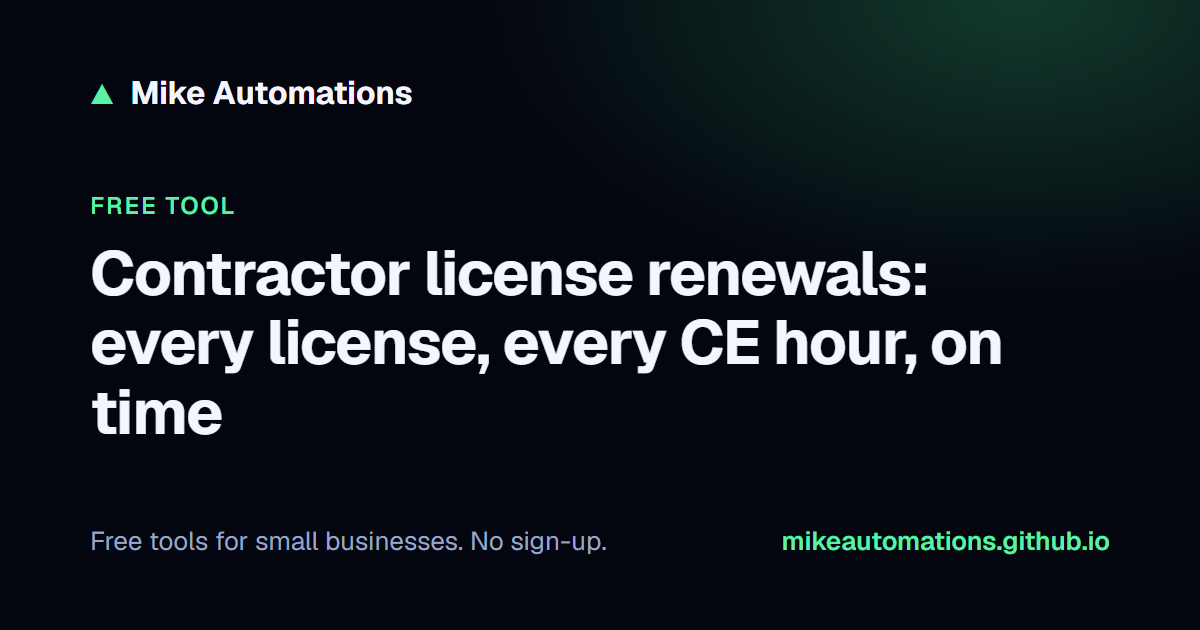 Mike Automations
FREE TOOL
Contractor license renewals:
every license, every CE hour, on
time
Free tools for small businesses. No sign-up.
mikeautomations.github.io